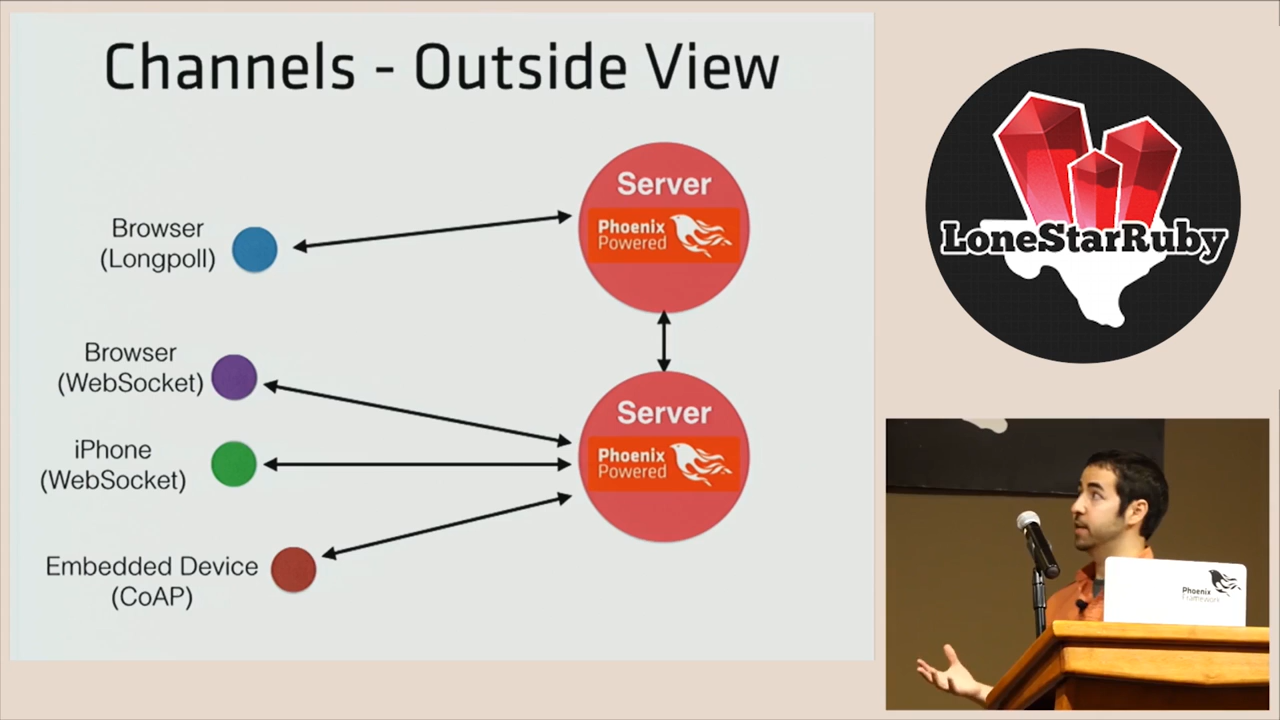 Channels - Outside View
Browser
(Longpoll)
Browser
(WebSocket)
iPhone
(WebSocket)
Embedded Device
(CoAP)
Server
Phoenix
Powered
Server
Phoenix
Powered
LoneStarRuby
Phoenix
Framework